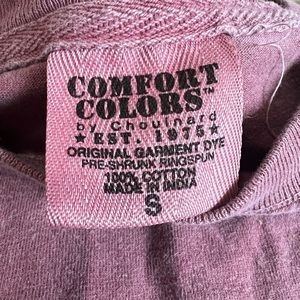 COMFORT
COLORS™
by Chouinard
★ EST. 1975 ★
ORIGINAL GARMENT DYE
PRE-SHRUNK RINGSPUN
100% COTTON
MADE IN INDIA
S